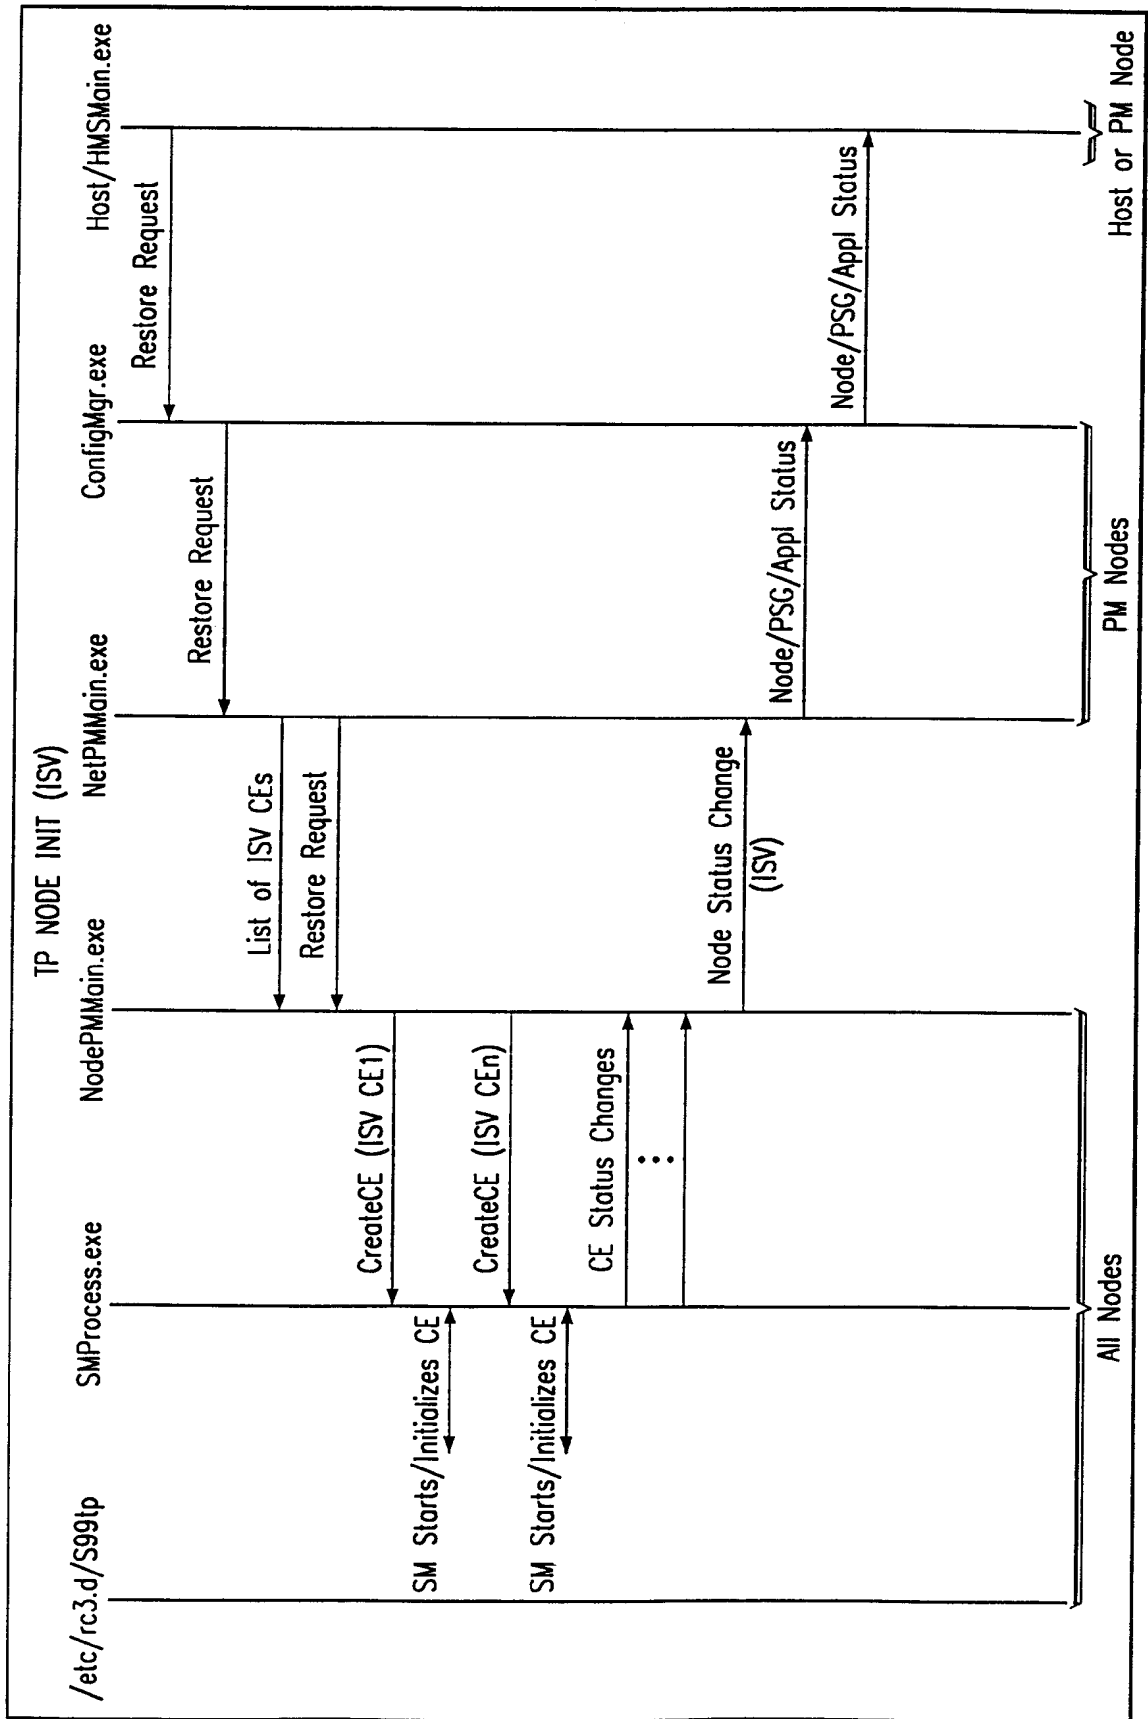 TP NODE INIT (ISV)
/etc/rc3.d/S99tp
SMProcess.exe
NodePMMain.exe
NetPMMain.exe
ConfigMgr.exe
Host/HMSMain.exe
Restore Request
Restore Request
List of ISV CEs
Restore Request
CreateCE (ISV CE1)
SM Starts/Initializes CE
CreateCE (ISV CEn)
SM Starts/Initializes CE
CE Status Changes
...
Node Status Change
(ISV)
Node/PSG/Appl Status
Node/PSG/Appl Status
All Nodes
PM Nodes
Host or PM Node